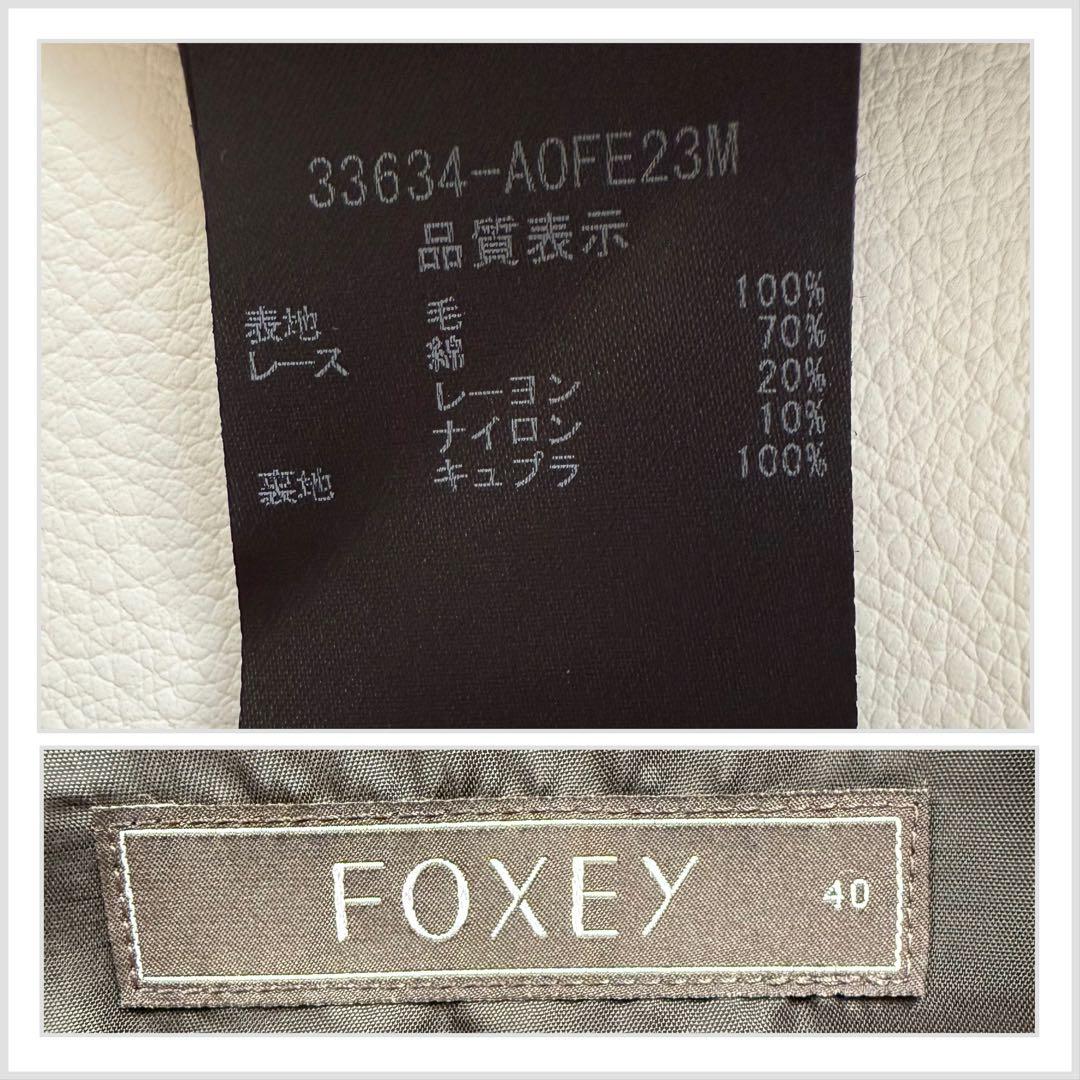 33634-A0FE23M
品質表示
表地 毛 100%
レース 綿 70%
レーヨン 20%
ナイロン 10%
裏地 キュプラ 100%
FOXEY 40